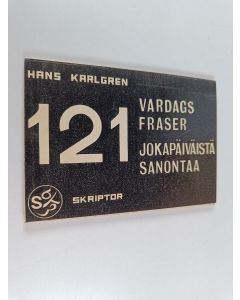 HANS KARLGREN
121
VARDAGS
FRASER
JOKAPÄIVÄISTÄ
SANONTAA
SKRIPTOR